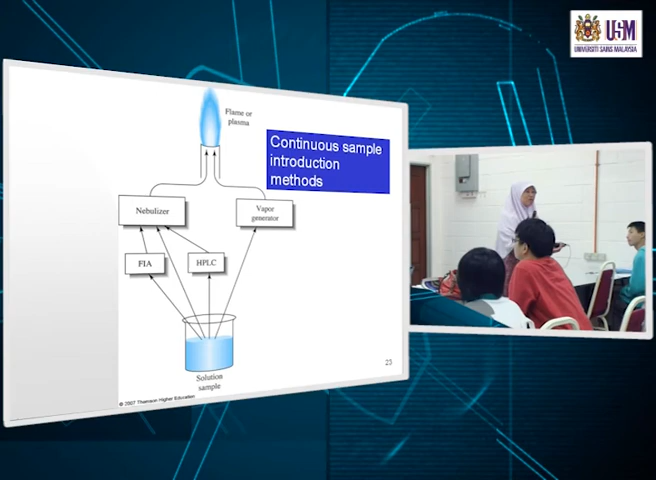 USM
UNIVERSITI SAINS MALAYSIA
Flame or
plasma
Continuous sample
introduction
methods
Nebulizer
Vapor
generator
FIA
HPLC
Solution
sample
23
© 2007 Thomson Higher Education